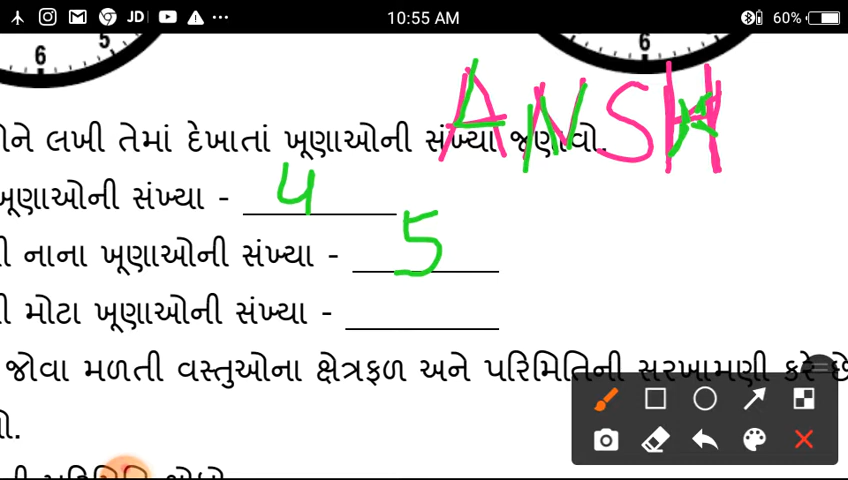 JD 10:55 AM 60%
6 5 6
ANSH
ને લખી તેમાં દેખાતાં ખૂણાઓની સંખ્યા જણાવો.
ખૂણાઓની સંખ્યા - 4
ી નાના ખૂણાઓની સંખ્યા - 5
ી મોટા ખૂણાઓની સંખ્યા -
જોવા મળતી વસ્તુઓના ક્ષેત્રફળ અને પરિમિતિની સરખામણી કરે છે
ો.